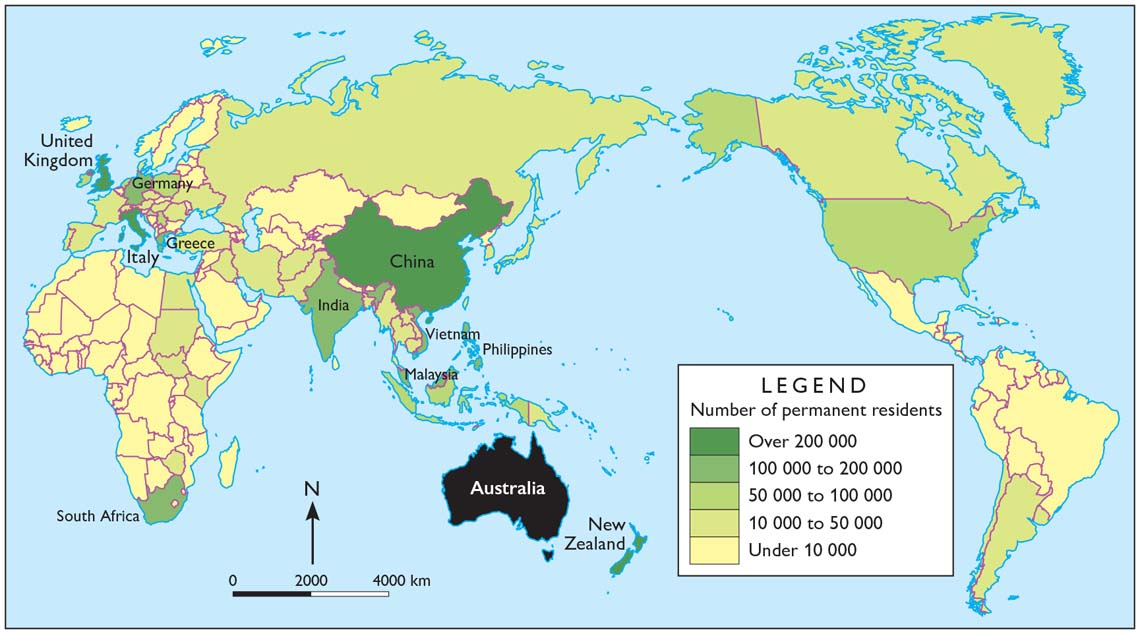 United
Kingdom
Germany
Greece
Italy
China
India
Vietnam
Philippines
Malaysia
South Africa
Australia
New
Zealand
N
0 2000 4000 km
LEGEND
Number of permanent residents
Over 200 000
100 000 to 200 000
50 000 to 100 000
10 000 to 50 000
Under 10 000